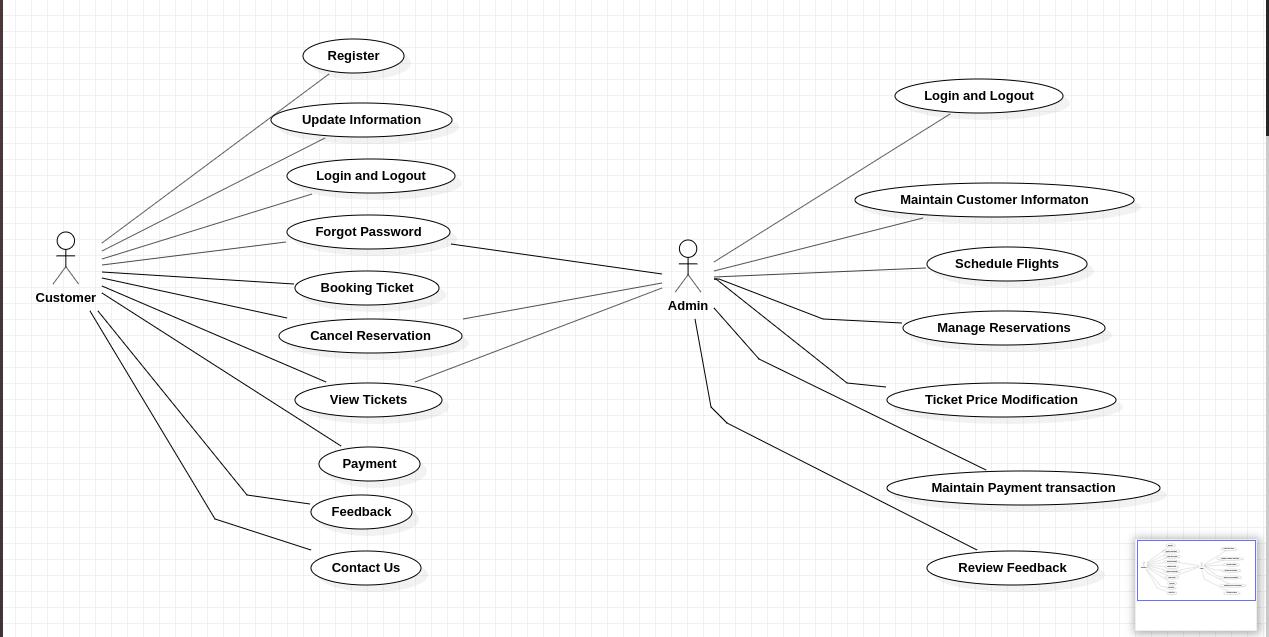 Register
Update Information
Login and Logout
Forgot Password
Booking Ticket
Cancel Reservation
View Tickets
Payment
Feedback
Contact Us
Customer
Admin
Login and Logout
Maintain Customer Informaton
Schedule Flights
Manage Reservations
Ticket Price Modification
Maintain Payment transaction
Review Feedback